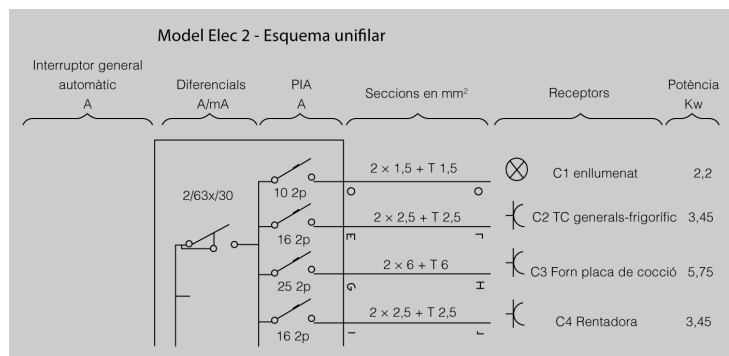 Model Elec 2 - Esquema unifilar
Interruptor general
automàtic
A
Diferencials
A/mA
PIA
A
Seccions en mm²
Receptors
Potència
Kw
2/63x/30
10 2p
2 × 1,5 + T 1,5
O
O
C1 enllumenat
2,2
16 2p
2 × 2,5 + T 2,5
E
F
C2 TC generals-frigorífic
3,45
25 2p
2 × 6 + T 6
G
H
C3 Forn placa de cocció
5,75
16 2p
2 × 2,5 + T 2,5
I
J
C4 Rentadora
3,45